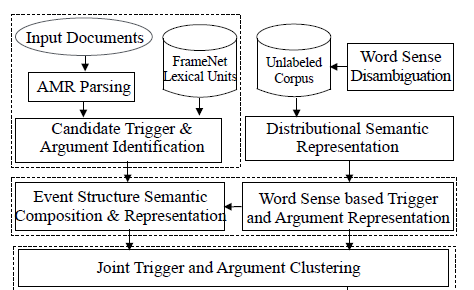 Input Documents
FrameNet
Lexical Units
Unlabeled
Corpus
Word Sense
Disambiguation
AMR Parsing
Candidate Trigger &
Argument Identification
Distributional Semantic
Representation
Event Structure Semantic
Composition & Representation
Word Sense based Trigger
and Argument Representation
Joint Trigger and Argument Clustering